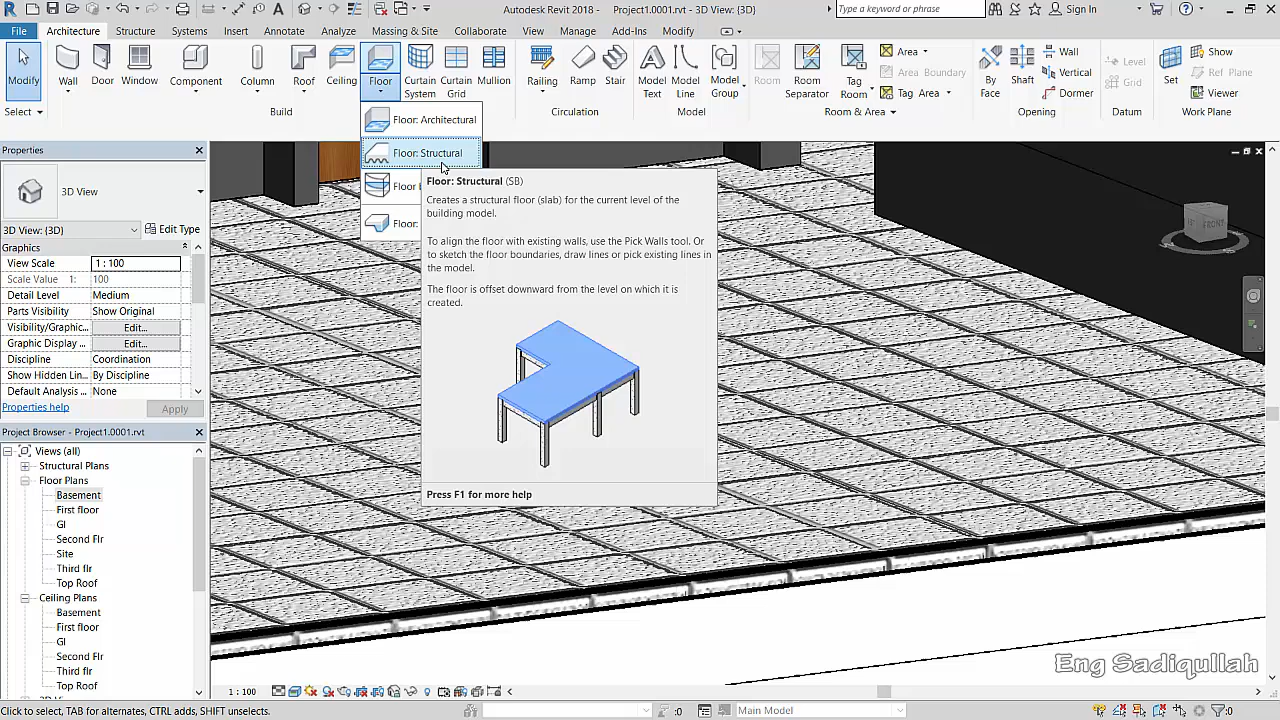 Autodesk Revit 2018 - Project1.0001.rvt - 3D View: {3D}
Type a keyword or phrase
Sign In
File
Architecture
Structure
Systems
Insert
Annotate
Analyze
Massing & Site
Collaborate
View
Manage
Add-Ins
Modify
Modify
Wall
Door
Window
Component
Column
Roof
Ceiling
Floor
Curtain
System
Curtain
Grid
Mullion
Railing
Ramp
Stair
Model
Text
Model
Line
Model
Group
Room
Room
Separator
Tag
Room
Area
Area Boundary
Tag Area
By
Face
Shaft
Wall
Vertical
Dormer
Level
Grid
Set
Show
Ref Plane
Viewer
Select
Build
Circulation
Model
Room & Area
Opening
Datum
Work Plane
Floor: Architectural
Floor: Structural
Floor
Floor:
Floor: Structural (SB)
Creates a structural floor (slab) for the current level of the
building model.
To align the floor with existing walls, use the Pick Walls tool. Or
to sketch the floor boundaries, draw lines or pick existing lines in
the model.
The floor is offset downward from the level on which it is
created.
Press F1 for more help
FRONT
Properties
3D View
3D View: {3D}
Edit Type
Graphics
View Scale
1 : 100
Scale Value 1:
100
Detail Level
Medium
Parts Visibility
Show Original
Visibility/Graphic...
Edit...
Graphic Display ...
Edit...
Discipline
Coordination
Show Hidden Lin...
By Discipline
Default Analysis ...
None
Properties help
Apply
Project Browser - Project1.0001.rvt
Views (all)
Structural Plans
Floor Plans
Basement
First floor
Gl
Second Flr
Site
Third flr
Top Roof
Ceiling Plans
Basement
First floor
Gl
Second Flr
Third flr
Top Roof
1 : 100
Eng Sadiqullah
Click to select, TAB for alternates, CTRL adds, SHIFT unselects.
:0
Main Model
:0